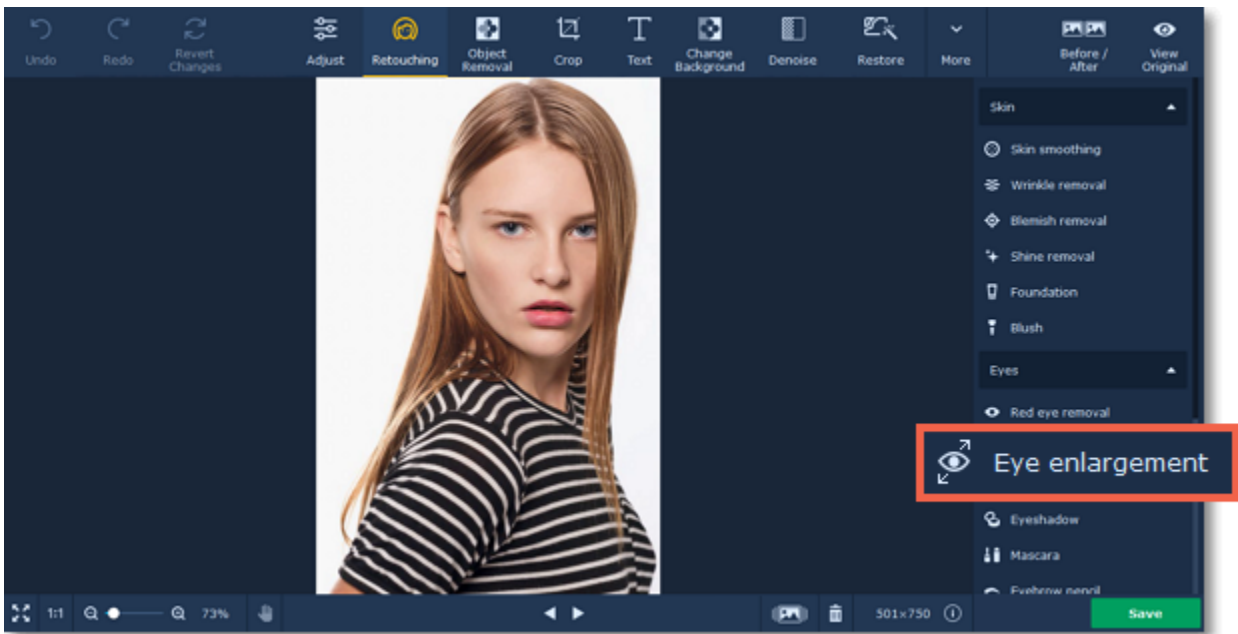 Undo
Redo
Revert
Changes
Adjust
Retouching
Object
Removal
Crop
Text
Change
Background
Denoise
Restore
More
Before /
After
View
Original
Skin
Skin smoothing
Wrinkle removal
Blemish removal
Shine removal
Foundation
Blush
Eyes
Red eye removal
Eye enlargement
Eyeshadow
Mascara
Eyebrow pencil
1:1
73%
501×750
Save